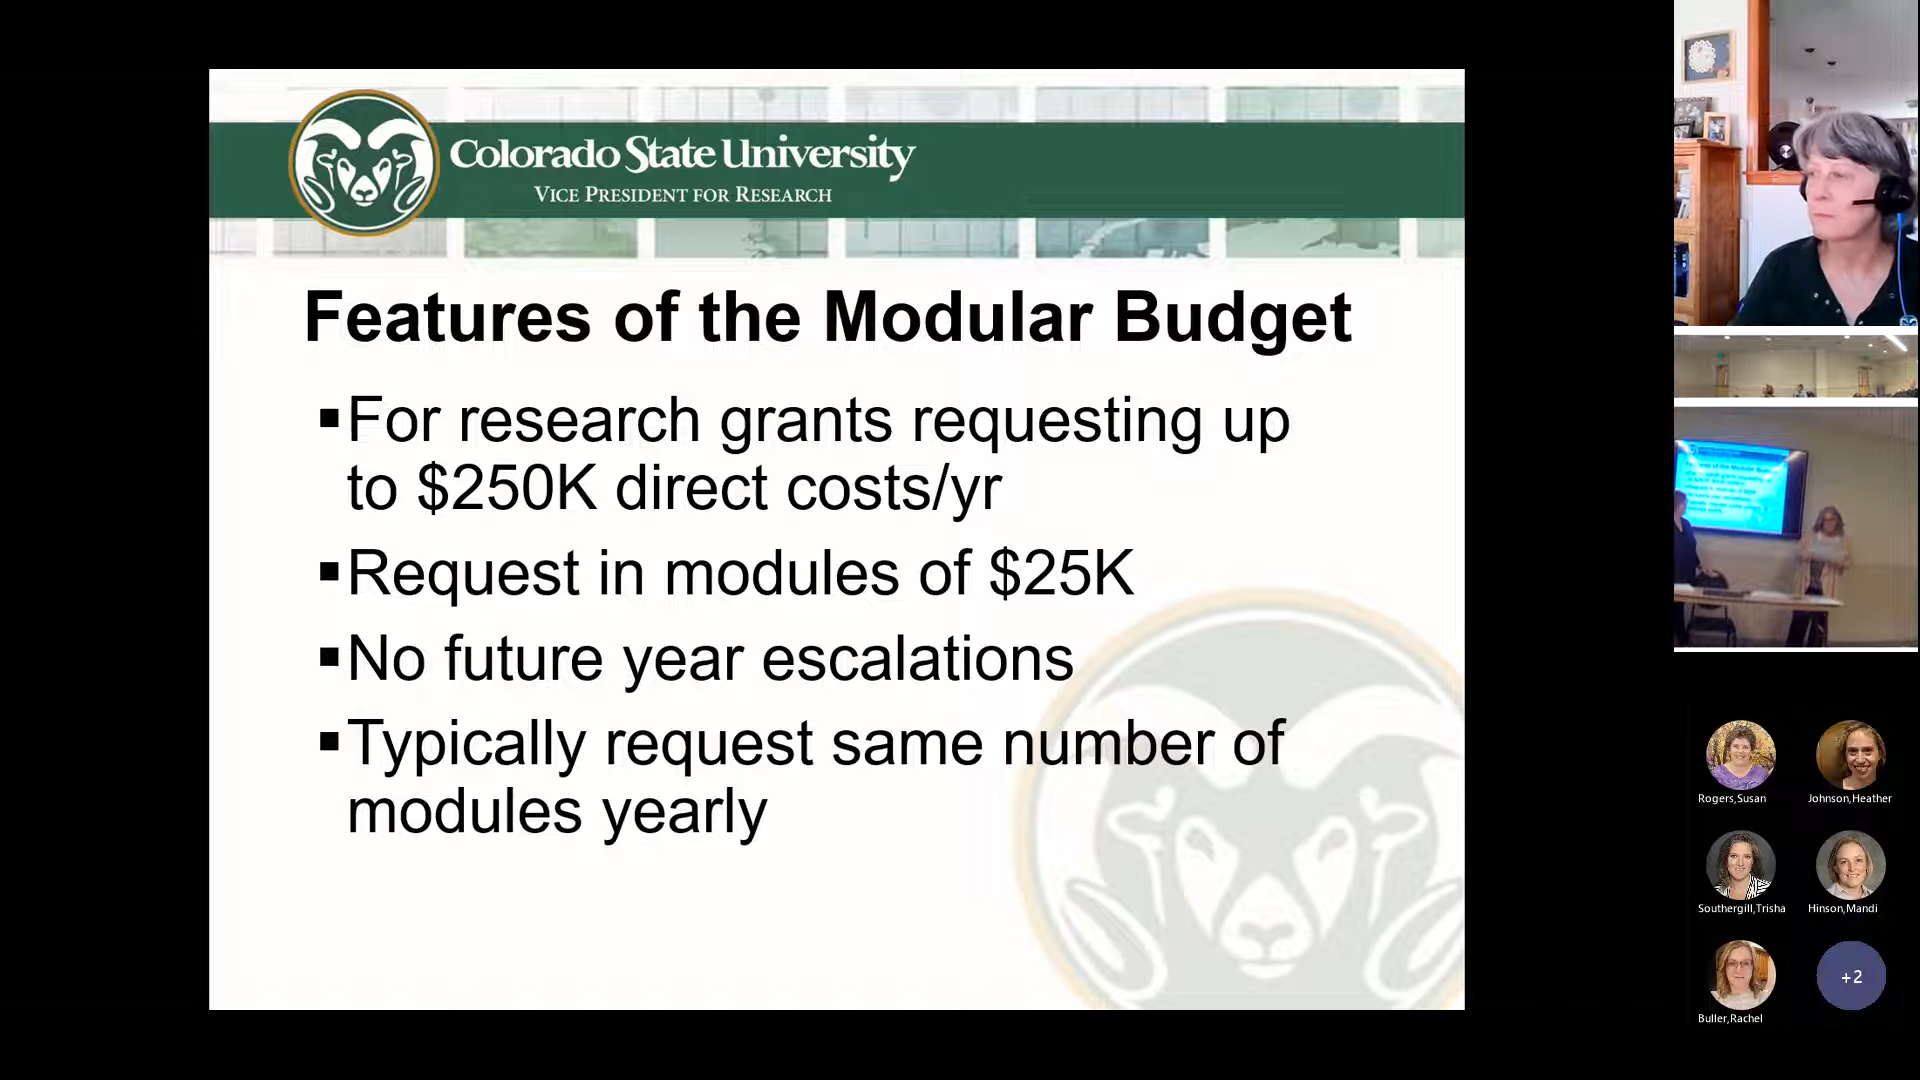 Colorado State University
VICE PRESIDENT FOR RESEARCH
Features of the Modular Budget
▪For research grants requesting up
to $250K direct costs/yr
▪Request in modules of $25K
▪No future year escalations
▪Typically request same number of
modules yearly
Rogers,Susan
Johnson,Heather
Southergill,Trisha
Hinson,Mandi
Buller,Rachel
+2